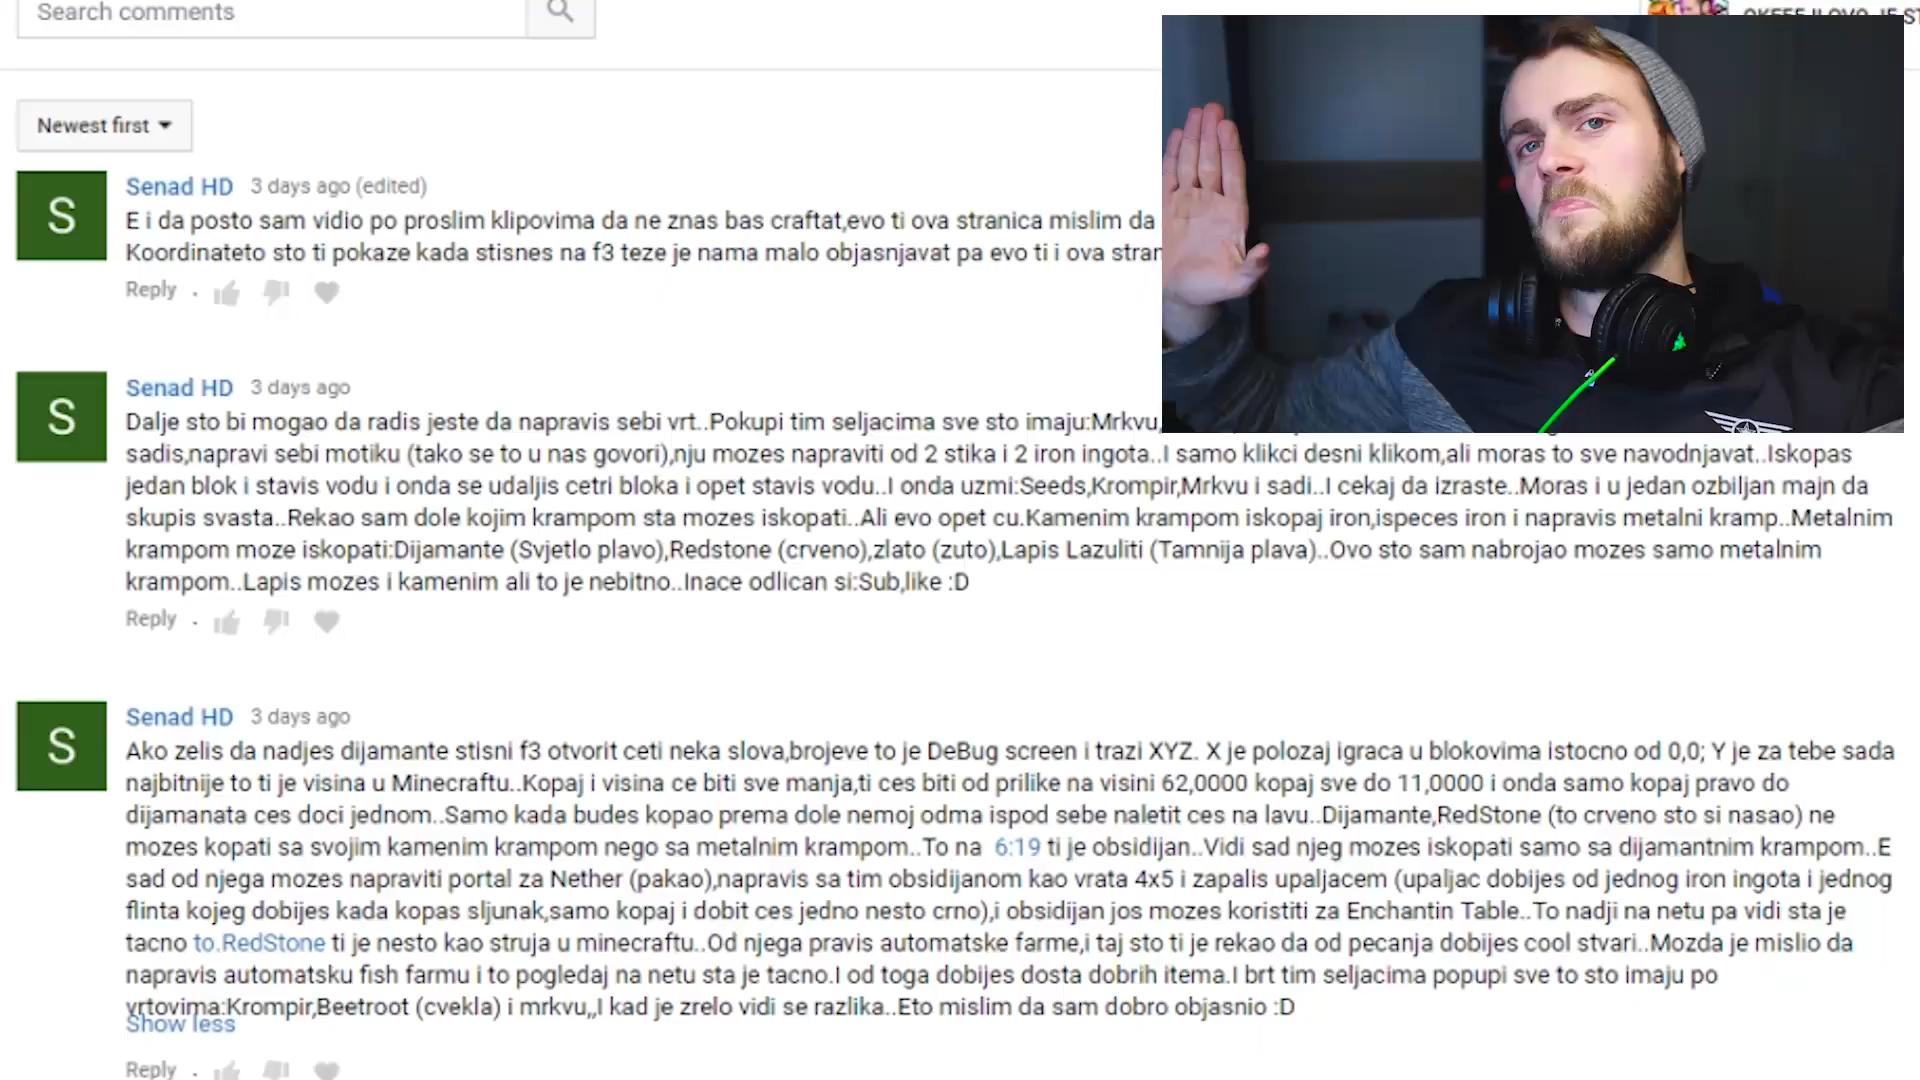 Search comments
Newest first
Senad HD 3 days ago (edited)
E i da posto sam vidio po proslim klipovima da ne znas bas craftat,evo ti ova stranica mislim da
Koordinateto sto ti pokaze kada stisnes na f3 teze je nama malo objasnjavat pa evo ti i ova
Reply .
S
Senad HD 3 days ago
Dalje sto bi mogao da radis jeste da napravis sebi vrt..Pokupi tim seljacima sve sto imaju:Mrkvu,
sadis,napravi sebi motiku (tako se to u nas govori),nju mozes napraviti od 2 stika i 2 iron ingota..I samo klikci desni klikom,ali moras to sve navodnjavat..Iskopas
jedan blok i stavis vodu i onda se udaljis cetri bloka i opet stavis vodu..I onda uzmi:Seeds,Krompir,Mrkvu i sadi..I cekaj da izraste..Moras i u jedan ozbiljan majn da
skupis svasta..Rekao sam dole kojim krampom sta mozes iskopati..Ali evo opet cu.Kamenim krampom iskopaj iron,ispeces iron i napravis metalni kramp..Metalnim
krampom moze iskopati:Dijamante (Svjetlo plavo),Redstone (crveno),zlato (zuto),Lapis Lazuliti (Tamnija plava)..Ovo sto sam nabrojao mozes samo metalnim
krampom..Lapis mozes i kamenim ali to je nebitno..Inace odlican si:Sub,like :D
Reply .
S
Senad HD 3 days ago
Ako zelis da nadjes dijamante stisni f3 otvorit ceti neka slova,brojeve to je DeBug screen i trazi XYZ. X je polozaj igraca u blokovima istocno od 0,0; Y je za tebe sada
najbitnije to ti je visina u Minecraftu..Kopaj i visina ce biti sve manja,ti ces biti od prilike na visini 62,0000 kopaj sve do 11,0000 i onda samo kopaj pravo do
dijamanata ces doci jednom..Samo kada budes kopao prema dole nemoj odma ispod sebe naletit ces na lavu..Dijamante,RedStone (to crveno sto si nasao) ne
mozes kopati sa svojim kamenim krampom nego sa metalnim krampom..To na 6:19 ti je obsidijan..Vidi sad njeg mozes iskopati samo sa dijamantnim krampom..E
sad od njega mozes napraviti portal za Nether (pakao),napravis sa tim obsidijanom kao vrata 4x5 i zapalis upaljacem (upaljac dobijes od jednog iron ingota i jednog
flinta kojeg dobijes kada kopas sljunak,samo kopaj i dobit ces jedno nesto crno),i obsidijan jos mozes koristiti za Enchantin Table..To nadji na netu pa vidi sta je
tacno to.RedStone ti je nesto kao struja u minecraftu..Od njega pravis automatske farme,i taj sto ti je rekao da od pecanja dobijes cool stvari..Mozda je mislio da
napravis automatsku fish farmu i to pogledaj na netu sta je tacno.I od toga dobijes dosta dobrih itema.I brt tim seljacima popupi sve to sto imaju po
vrtovima:Krompir,Beetroot (cvekla) i mrkvu,,I kad je zrelo vidi se razlika..Eto mislim da sam dobro objasnio :D
Show less
Reply .
S
S